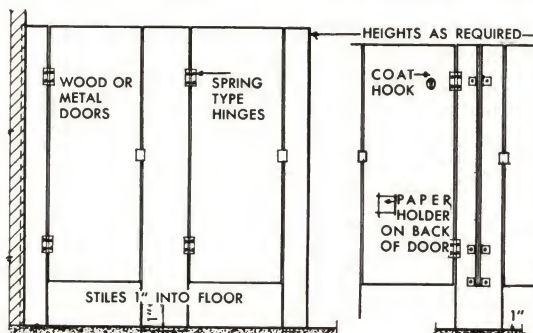 HEIGHTS AS REQUIRED
WOOD OR
METAL
DOORS
SPRING
TYPE
HINGES
COAT
HOOK
PAPER
HOLDER
ON BACK
OF DOOR
STILES 1" INTO FLOOR
1"
1"